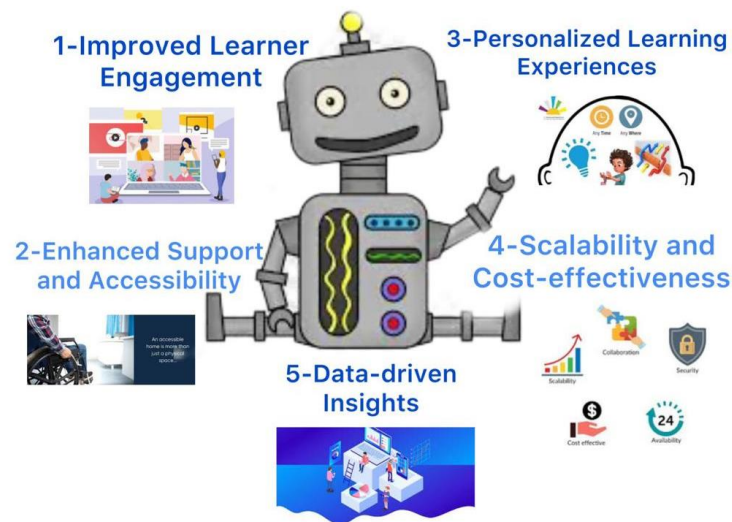 1-Improved Learner
Engagement
3-Personalized Learning
Experiences
Any Time
Any Where
2-Enhanced Support
and Accessibility
4-Scalability and
Cost-effectiveness
An accessible
home is more than
just a physical
space...
Scalability
Collaboration
Security
$
Cost effective
24
Availability
5-Data-driven
Insights